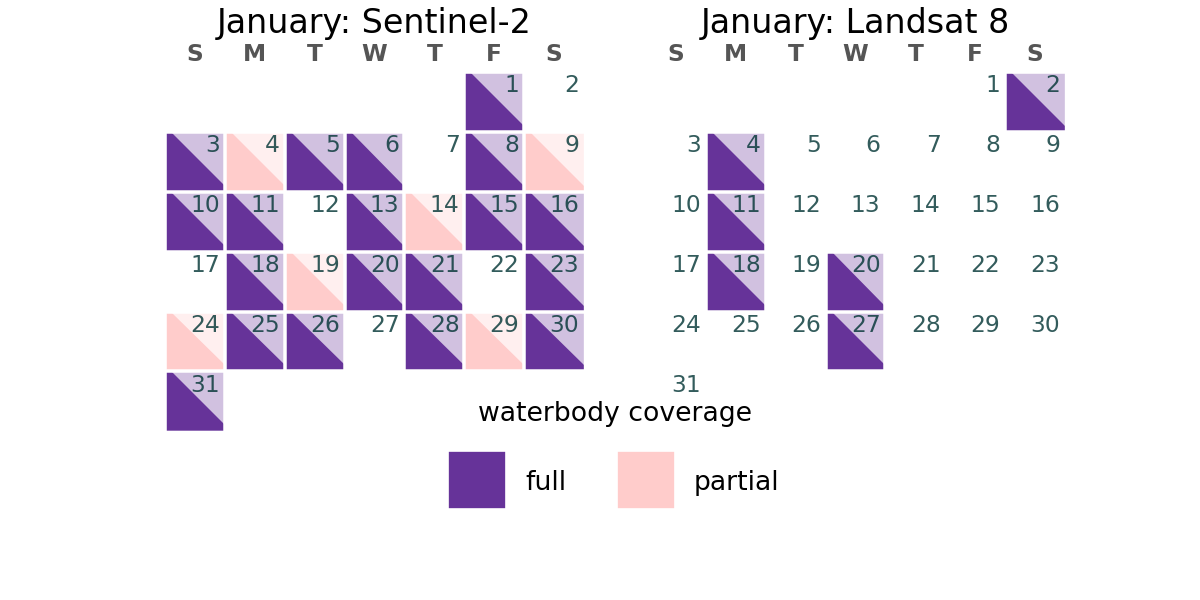 January: Sentinel-2
S M T W T F S
1 2
3 4 5 6 7 8 9
10 11 12 13 14 15 16
17 18 19 20 21 22 23
24 25 26 27 28 29 30
31
January: Landsat 8
S M T W T F S
1 2
3 4 5 6 7 8 9
10 11 12 13 14 15 16
17 18 19 20 21 22 23
24 25 26 27 28 29 30
31
waterbody coverage
full
partial